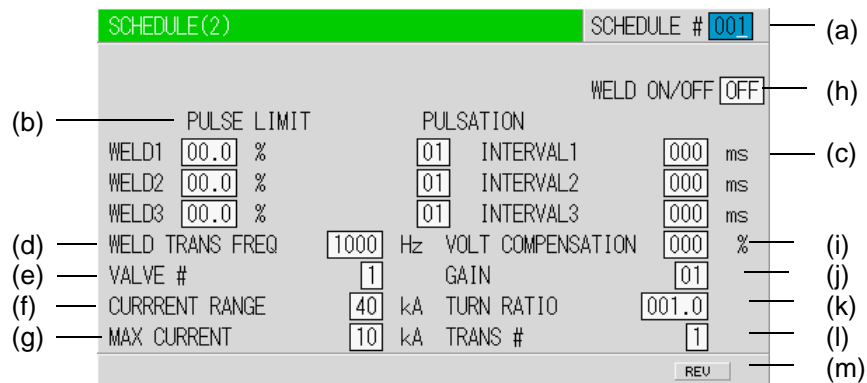 SCHEDULE(2) SCHEDULE # 001 (a)
WELD ON/OFF OFF (h)
(b) PULSE LIMIT PULSATION
WELD1 00.0 % 01 INTERVAL1 000 ms (c)
WELD2 00.0 % 01 INTERVAL2 000 ms
WELD3 00.0 % 01 INTERVAL3 000 ms
(d) WELD TRANS FREQ 1000 Hz VOLT COMPENSATION 000 % (i)
(e) VALVE # 1 GAIN 01 (j)
(f) CURRRENT RANGE 40 kA TURN RATIO 001.0 (k)
(g) MAX CURRENT 10 kA TRANS # 1 (l)
REV (m)